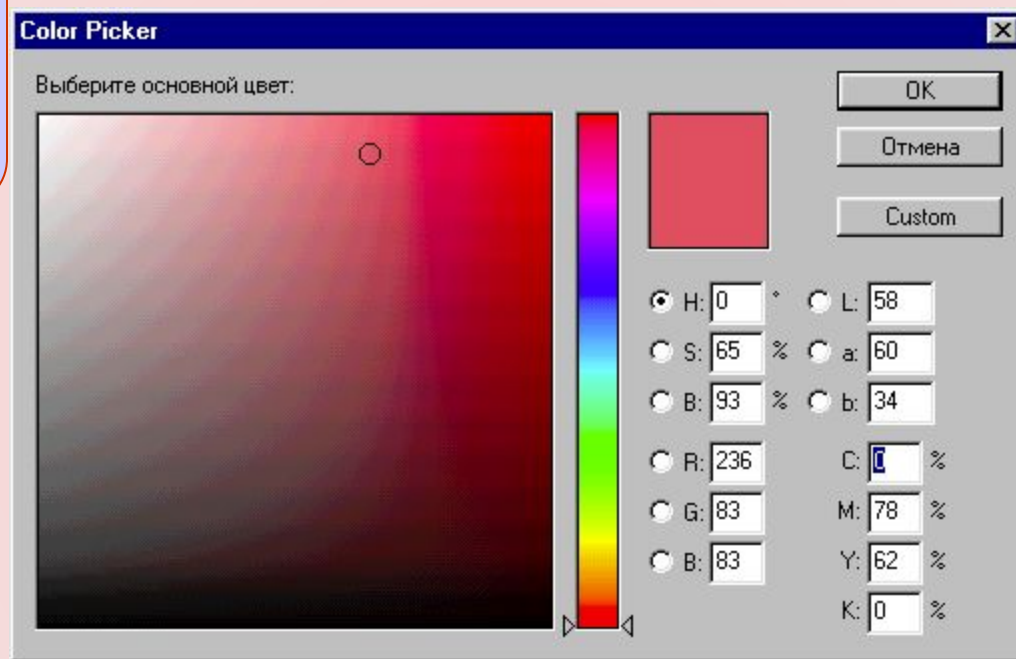 Color Picker
Выберите основной цвет:
OK
Отмена
Custom
H: 0 ° L: 58
S: 65 % a: 60
B: 93 % b: 34
R: 236 C: 0 %
G: 83 M: 78 %
B: 83 Y: 62 %
K: 0 %